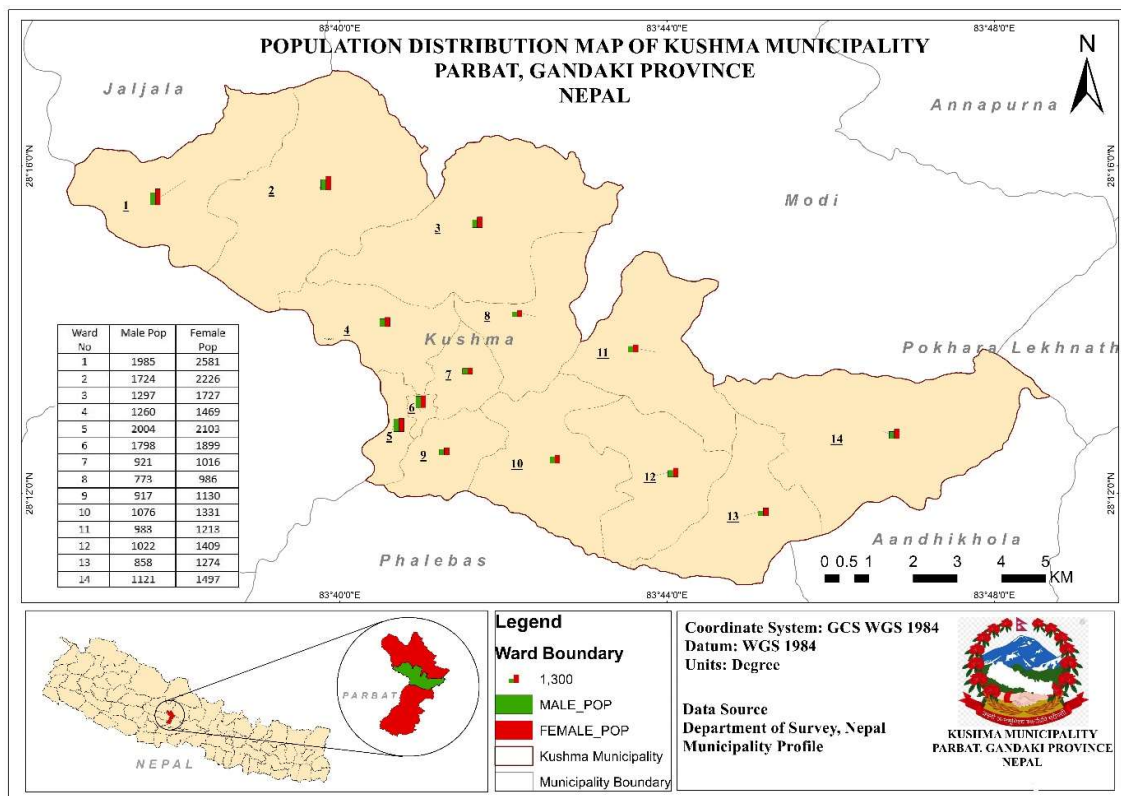 83°40'0"E 83°44'0"E 83°48'0"E
POPULATION DISTRIBUTION MAP OF KUSHMA MUNICIPALITY
PARBAT, GANDAKI PROVINCE
NEPAL
N
Jaljala
Annapurna
28°16'0"N 28°16'0"N
Modi
1
2
3
4
8
Kushma
11
Pokhara Lekhnath
7
6
5
14
9
10
12
13
28°12'0"N 28°12'0"N
Ward No Male Pop Female Pop
1 1985 2581
2 1724 2226
3 1297 1727
4 1260 1469
5 2004 2103
6 1798 1899
7 921 1016
8 773 986
9 917 1130
10 1076 1331
11 983 1213
12 1022 1409
13 858 1274
14 1121 1497
Phalebas
Aandhikhola
0 0.5 1 2 3 4 5
KM
83°40'0"E 83°44'0"E 83°48'0"E
PARBAT
NEPAL
Legend
Ward Boundary
1,300
MALE_POP
FEMALE_POP
Kushma Municipality
Municipality Boundary
Coordinate System: GCS WGS 1984
Datum: WGS 1984
Units: Degree
Data Source
Department of Survey, Nepal
Municipality Profile
KUSHMA MUNICIPALITY
PARBAT. GANDAKI PROVINCE
NEPAL